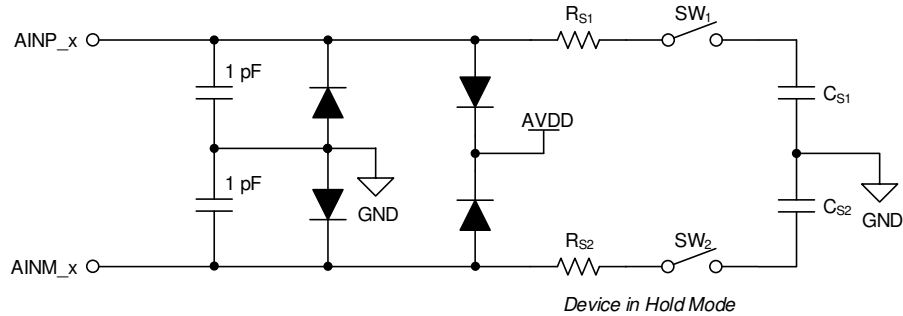 R_S1 SW_1
AINP_x
1 pF
C_S1
AVDD
1 pF
GND
C_S2
GND
R_S2 SW_2
AINM_x
Device in Hold Mode